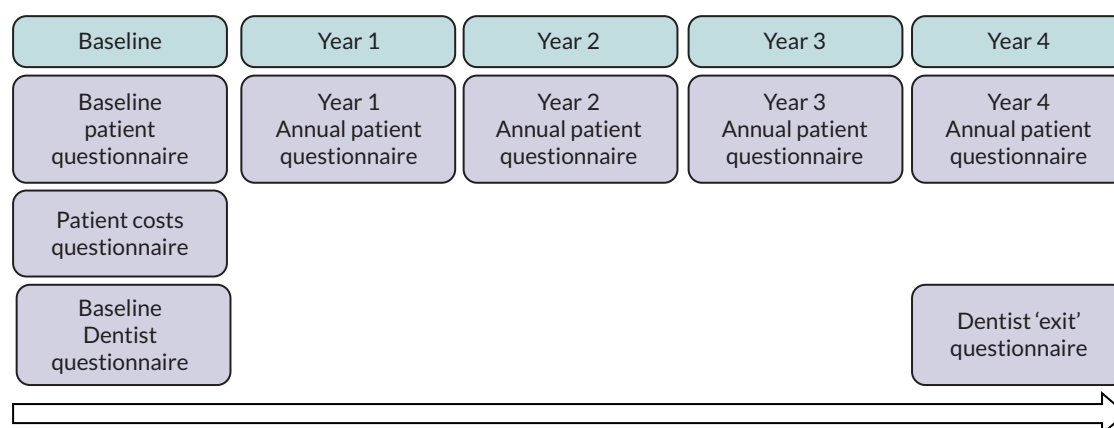 Baseline
Year 1
Year 2
Year 3
Year 4
Baseline
patient
questionnaire
Year 1
Annual patient
questionnaire
Year 2
Annual patient
questionnaire
Year 3
Annual patient
questionnaire
Year 4
Annual patient
questionnaire
Patient costs
questionnaire
Baseline
Dentist
questionnaire
Dentist ‘exit’
questionnaire